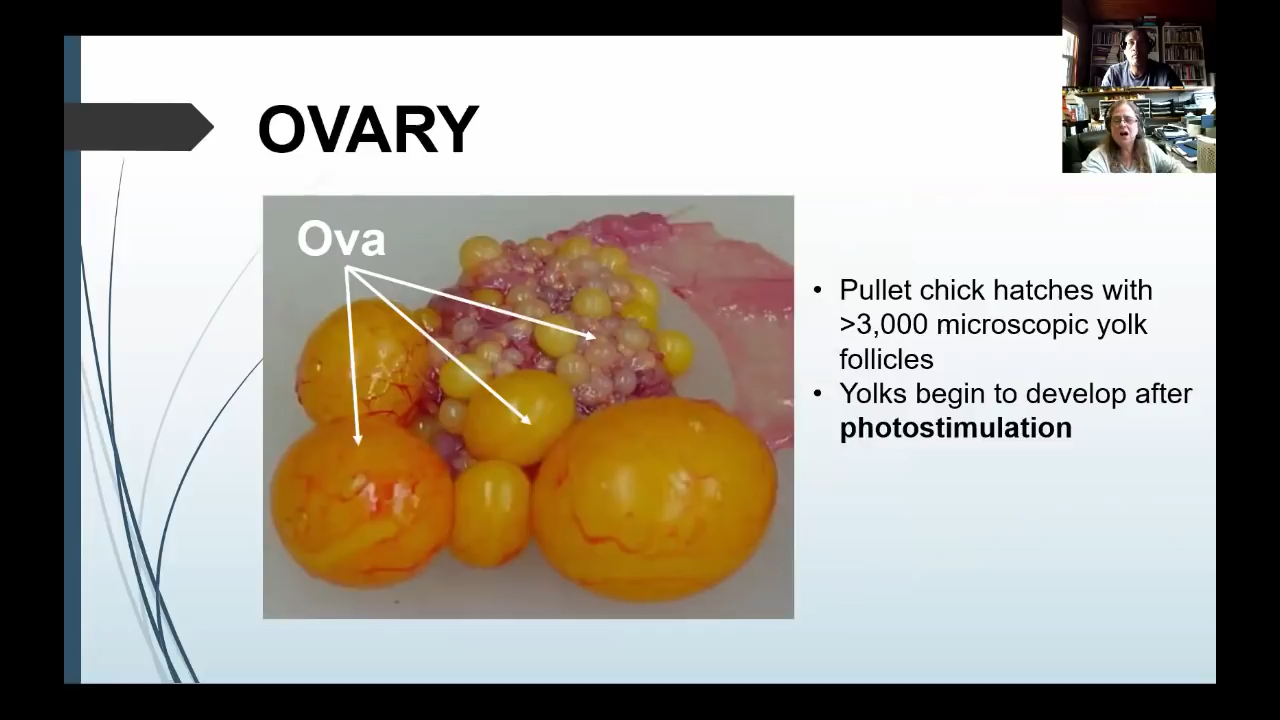 OVARY
Ova
• Pullet chick hatches with
>3,000 microscopic yolk
follicles
• Yolks begin to develop after
photostimulation